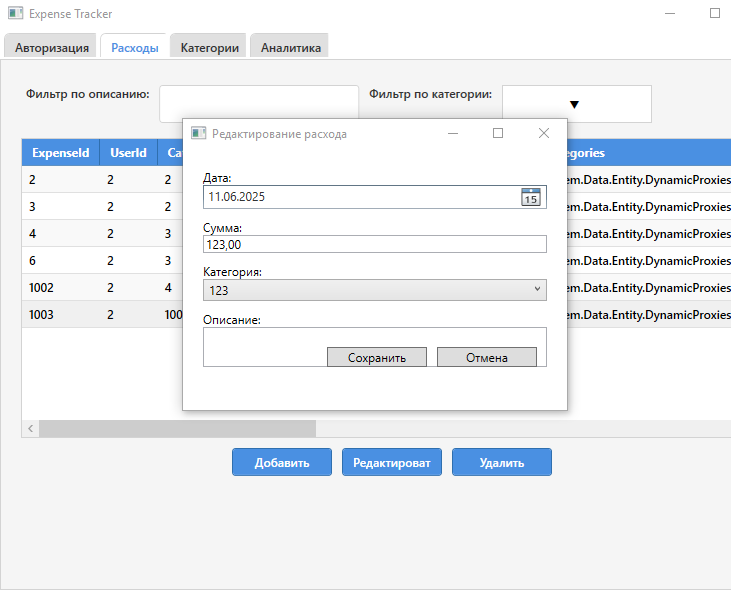 Expense Tracker
Авторизация Расходы Категории Аналитика
Фильтр по описанию: Фильтр по категории: ▼
Редактирование расхода
ExpenseId UserId Ca egories
Дата:
2 2 2 em.Data.Entity.DynamicProxies
11.06.2025 15
3 2 2 em.Data.Entity.DynamicProxies
Сумма:
4 2 3 em.Data.Entity.DynamicProxies
123,00
6 2 3 em.Data.Entity.DynamicProxies
Категория:
1002 2 4 em.Data.Entity.DynamicProxies
123
1003 2 100 em.Data.Entity.DynamicProxies
Описание:
Сохранить Отмена
Добавить Редактироват Удалить